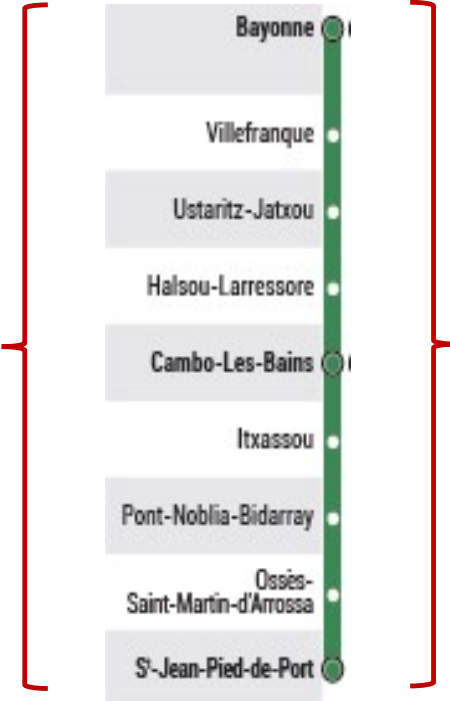 Bayonne
Villefranque
Ustaritz-Jatxou
Halsou-Larressore
Cambo-Les-Bains
Itxassou
Pont-Noblia-Bidarray
Ossès-
Saint-Martin-d'Arrossa
Sᵗ-Jean-Pied-de-Port